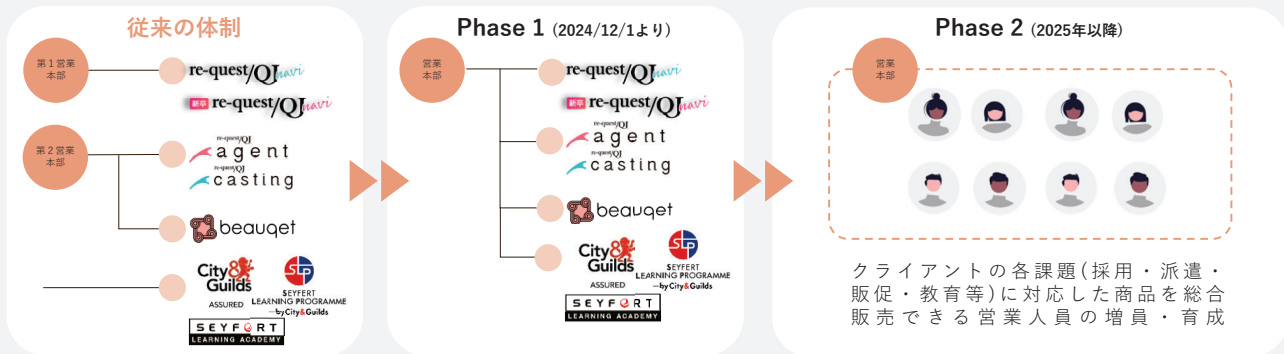 従来の体制
第1営業
本部
re-quest/QJ navi
新卒 re-quest/QJ navi
第2営業
本部
re-quest/QJ
agent
re-quest/QJ
casting
beauqet
City&
Guilds
ASSURED
SLP
SEYFERT
LEARNING PROGRAMME
—by City&Guilds
SEYFORT
LEARNING ACADEMY
Phase 1 (2024/12/1より)
営業
本部
re-quest/QJ navi
新卒 re-quest/QJ navi
re-quest/QJ
agent
re-quest/QJ
casting
beauqet
City&
Guilds
ASSURED
SLP
SEYFERT
LEARNING PROGRAMME
—by City&Guilds
SEYFORT
LEARNING ACADEMY
Phase 2 (2025年以降)
営業
本部
クライアントの各課題(採用・派遣・
販促・教育等)に対応した商品を総合
販売できる営業人員の増員・育成